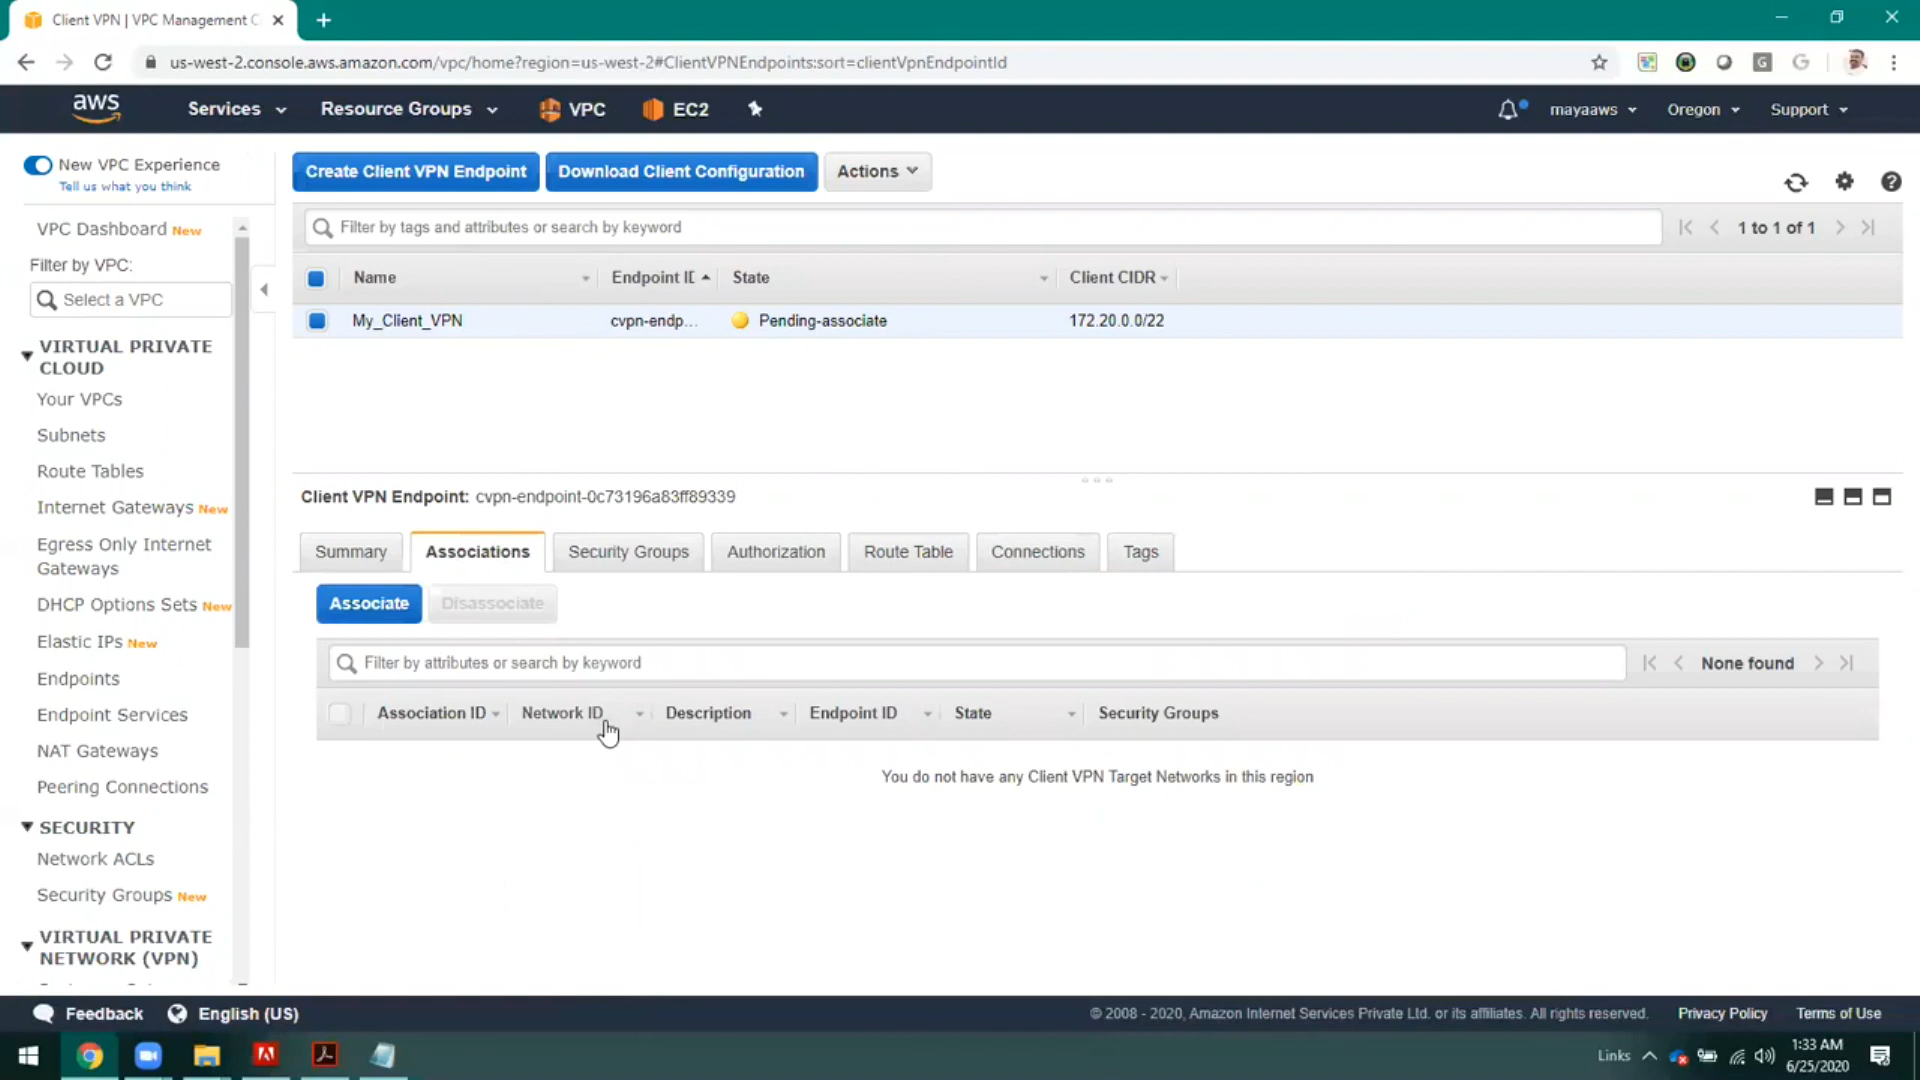 Client VPN | VPC Management C
us-west-2.console.aws.amazon.com/vpc/home?region=us-west-2#ClientVPNEndpoints:sort=clientVpnEndpointId
aws Services Resource Groups VPC EC2 mayaaws Oregon Support
New VPC Experience
Tell us what you think
VPC Dashboard New
Filter by VPC:
Select a VPC
VIRTUAL PRIVATE
CLOUD
Your VPCs
Subnets
Route Tables
Internet Gateways New
Egress Only Internet
Gateways
DHCP Options Sets New
Elastic IPs New
Endpoints
Endpoint Services
NAT Gateways
Peering Connections
SECURITY
Network ACLs
Security Groups New
VIRTUAL PRIVATE
NETWORK (VPN)
Create Client VPN Endpoint Download Client Configuration Actions
Filter by tags and attributes or search by keyword 1 to 1 of 1
Name Endpoint ID State Client CIDR
My_Client_VPN cvpn-endp... Pending-associate 172.20.0.0/22
Client VPN Endpoint: cvpn-endpoint-0c73196a83ff89339
Summary Associations Security Groups Authorization Route Table Connections Tags
Associate Disassociate
Filter by attributes or search by keyword None found
Association ID Network ID Description Endpoint ID State Security Groups
You do not have any Client VPN Target Networks in this region
Feedback English (US) © 2008 - 2020, Amazon Internet Services Private Ltd. or its affiliates. All rights reserved. Privacy Policy Terms of Use
Links 1:33 AM
6/25/2020